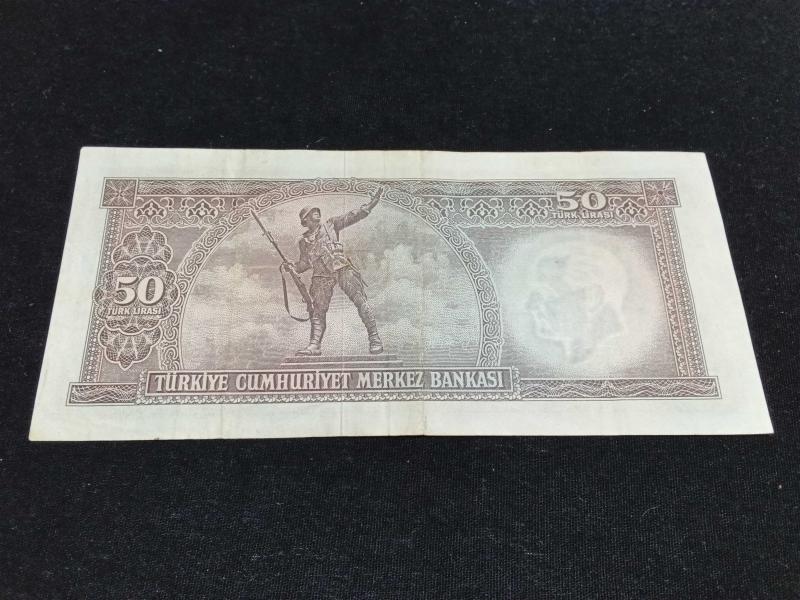 50
TÜRK LİRASI
50
TÜRK LİRASI
TÜRKİYE CUMHURİYET MERKEZ BANKASI